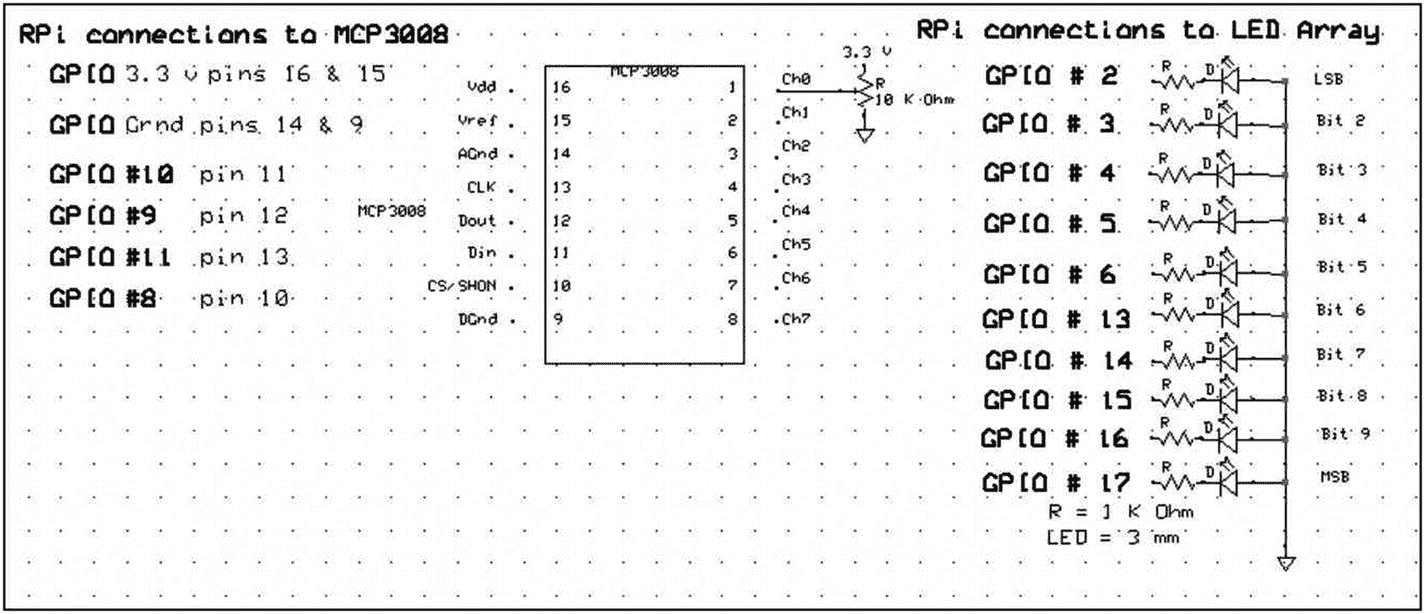 RPi connections to MCP3008
GPIO 3.3 v pins 16 & 15
GPIO Grnd pins 14 & 9
GPIO #10 pin 11
GPIO #9 pin 12
GPIO #11 pin 13
GPIO #8 pin 10
MCP3008
MCP3008
Vdd 16 1 Ch0
Vref 15 2 Ch1
AGnd 14 3 Ch2
CLK 13 4 Ch3
Dout 12 5 Ch4
Din 11 6 Ch5
CS/SHDN 10 7 Ch6
DGnd 9 8 Ch7
3.3 V
R
10 K Ohm
RPi connections to LED Array
GPIO # 2 R D LSB
GPIO # 3 R D Bit 2
GPIO # 4 R D Bit 3
GPIO # 5 R D Bit 4
GPIO # 6 R D Bit 5
GPIO # 13 R D Bit 6
GPIO # 14 R D Bit 7
GPIO # 15 R D Bit 8
GPIO # 16 R D Bit 9
GPIO # 17 R D MSB
R = 1 K Ohm
LED = 3 mm